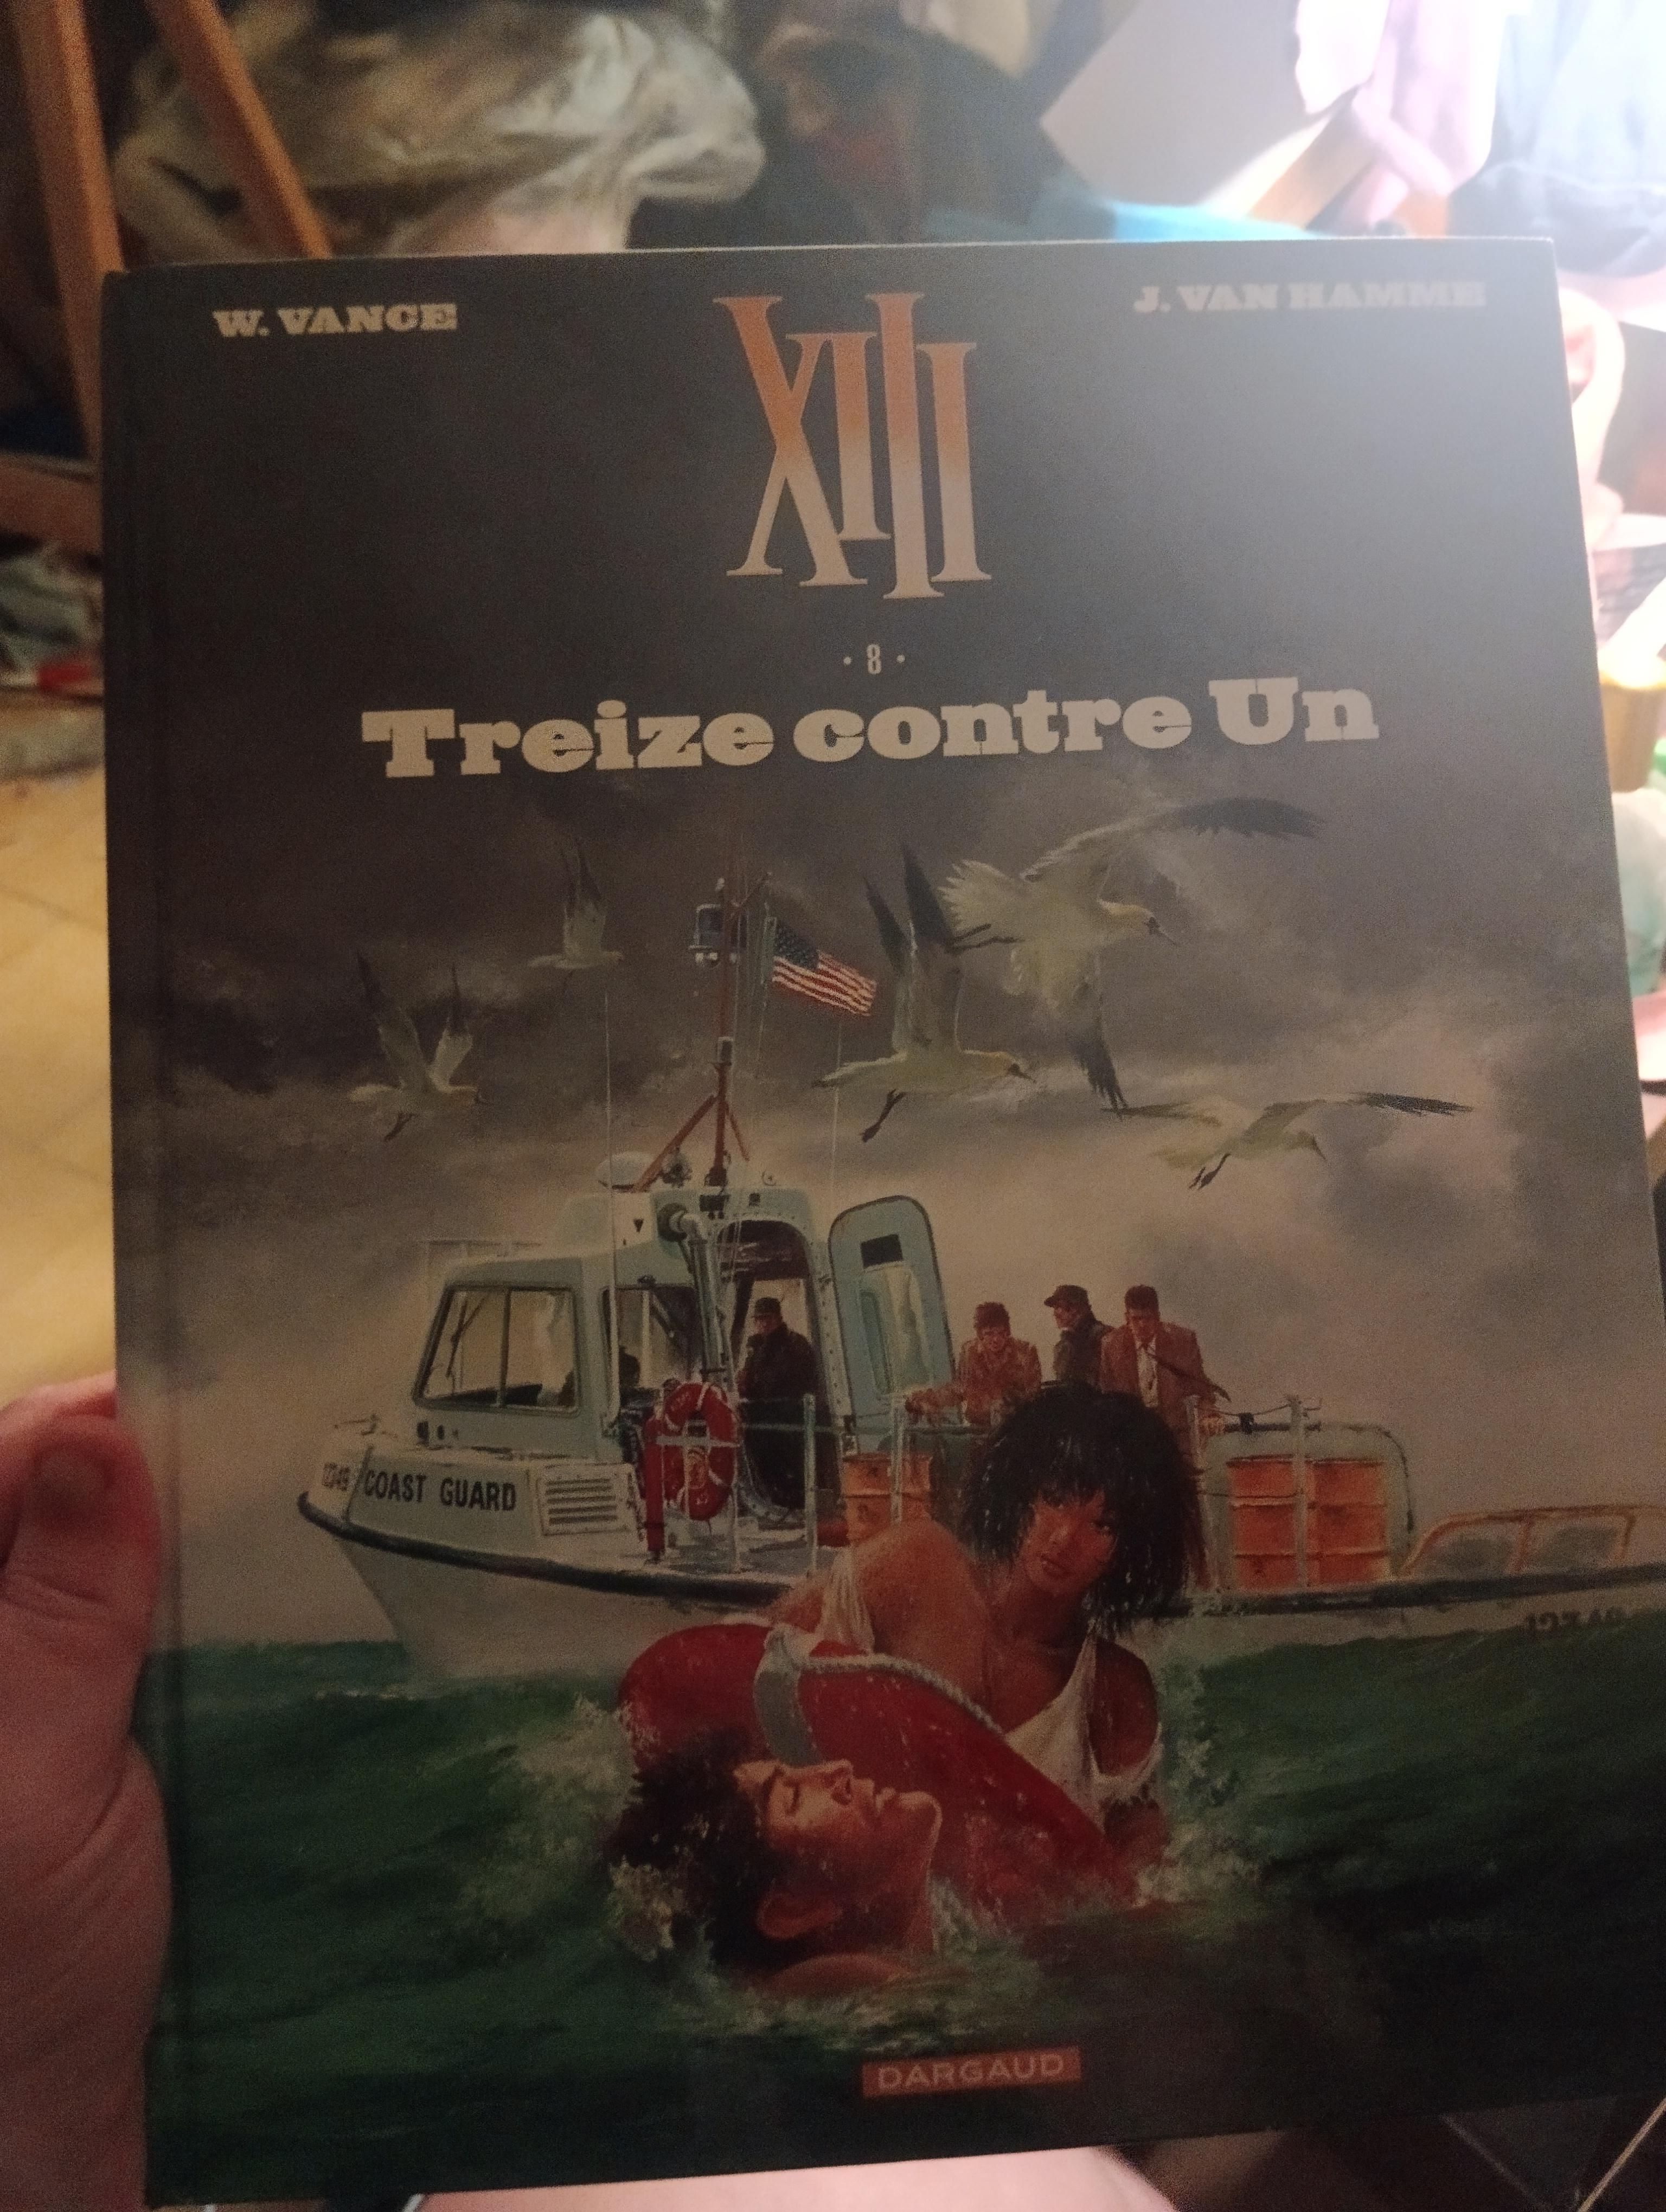 W. VANCE
J. VAN HAMME
XIII
· 8 ·
Treize contre Un
COAST GUARD
DARGAUD